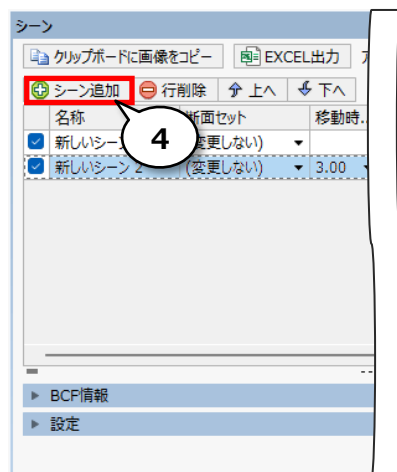 シーン
クリップボードに画像をコピー EXCEL出力
シーン追加 行削除 上へ 下へ
名称 断面セット 移動時..
新しいシーン (変更しない)
新しいシーン 2 (変更しない) 3.00
4
BCF情報
設定